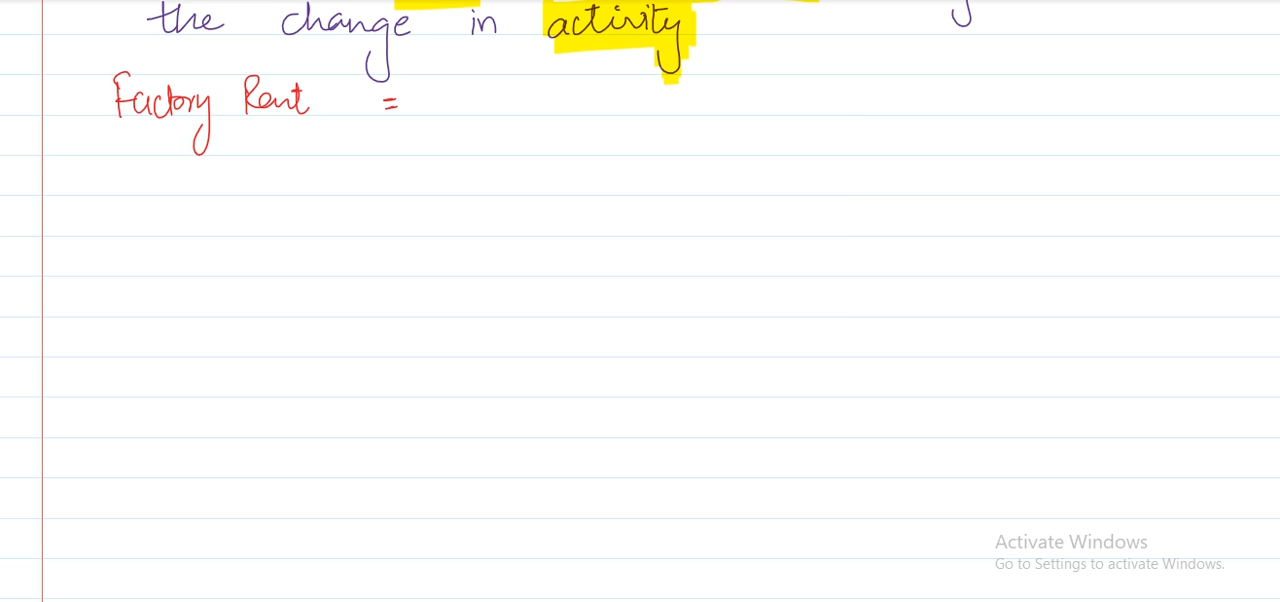 the change in activity
Factory Rent =
Activate Windows
Go to Settings to activate Windows.